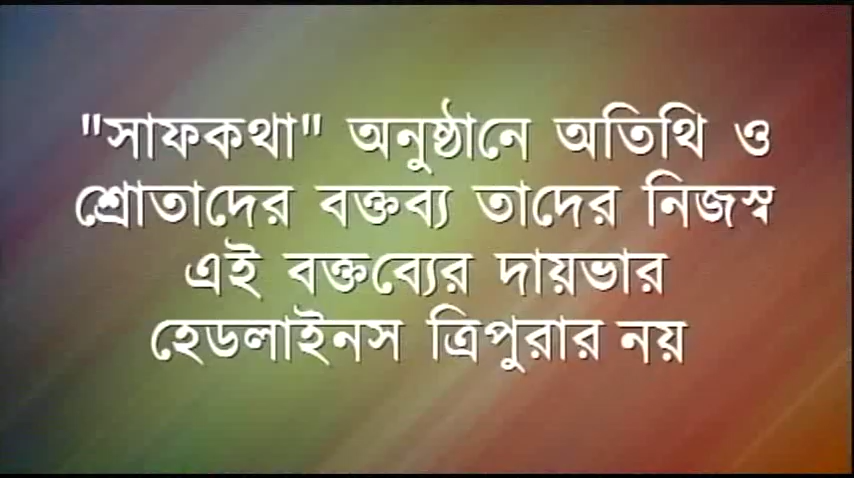 "সাফকথা" অনুষ্ঠানে অতিথি ও
শ্রোতাদের বক্তব্য তাদের নিজস্ব
এই বক্তব্যের দায়ভার
হেডলাইনস ত্রিপুরার নয়